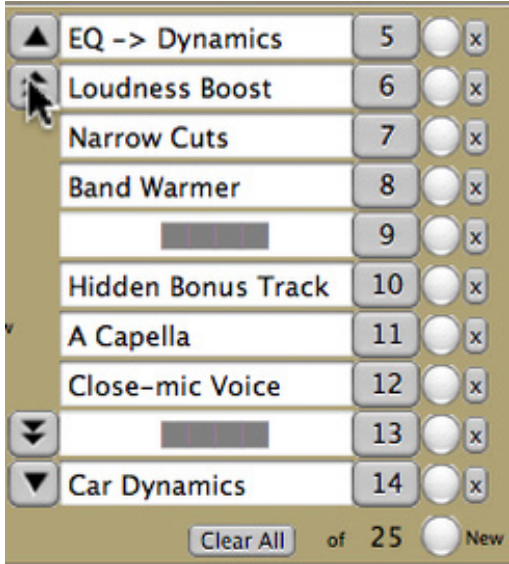 EQ -> Dynamics 5 x
Loudness Boost 6 x
Narrow Cuts 7 x
Band Warmer 8 x
9 x
Hidden Bonus Track 10 x
A Capella 11 x
Close-mic Voice 12 x
13 x
Car Dynamics 14 x
Clear All of 25 New